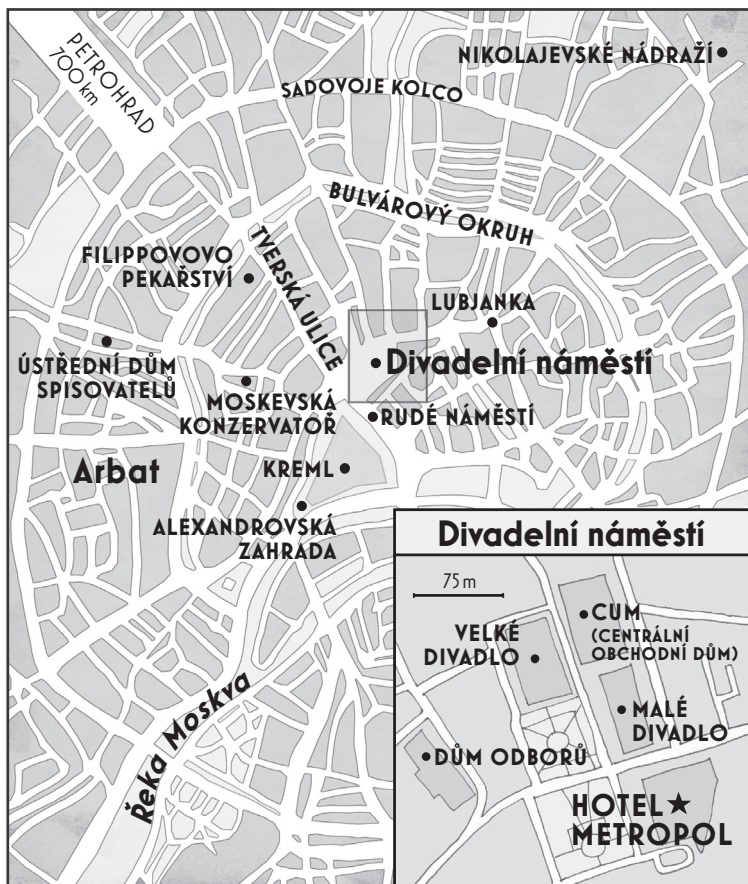 PETROHRAD
700 km
NIKOLAJEVSKÉ NÁDRAŽÍ
SADOVOJE KOLCO
BULVÁROVÝ OKRUH
TVERSKÁ ULICE
FILIPPOVOVO
PEKAŘSTVÍ
LUBJANKA
ÚSTŘEDNÍ DŮM
SPISOVATELŮ
Divadelní náměstí
MOSKEVSKÁ
KONZERVATOŘ
RUDÉ NÁMĚSTÍ
Arbat
KREML
ALEXANDROVSKÁ
ZAHRADA
Řeka Moskva
Divadelní náměstí
75 m
CUM
(CENTRÁLNÍ
OBCHODNÍ DŮM)
VELKÉ
DIVADLO
MALÉ
DIVADLO
DŮM ODBORŮ
HOTEL
METROPOL